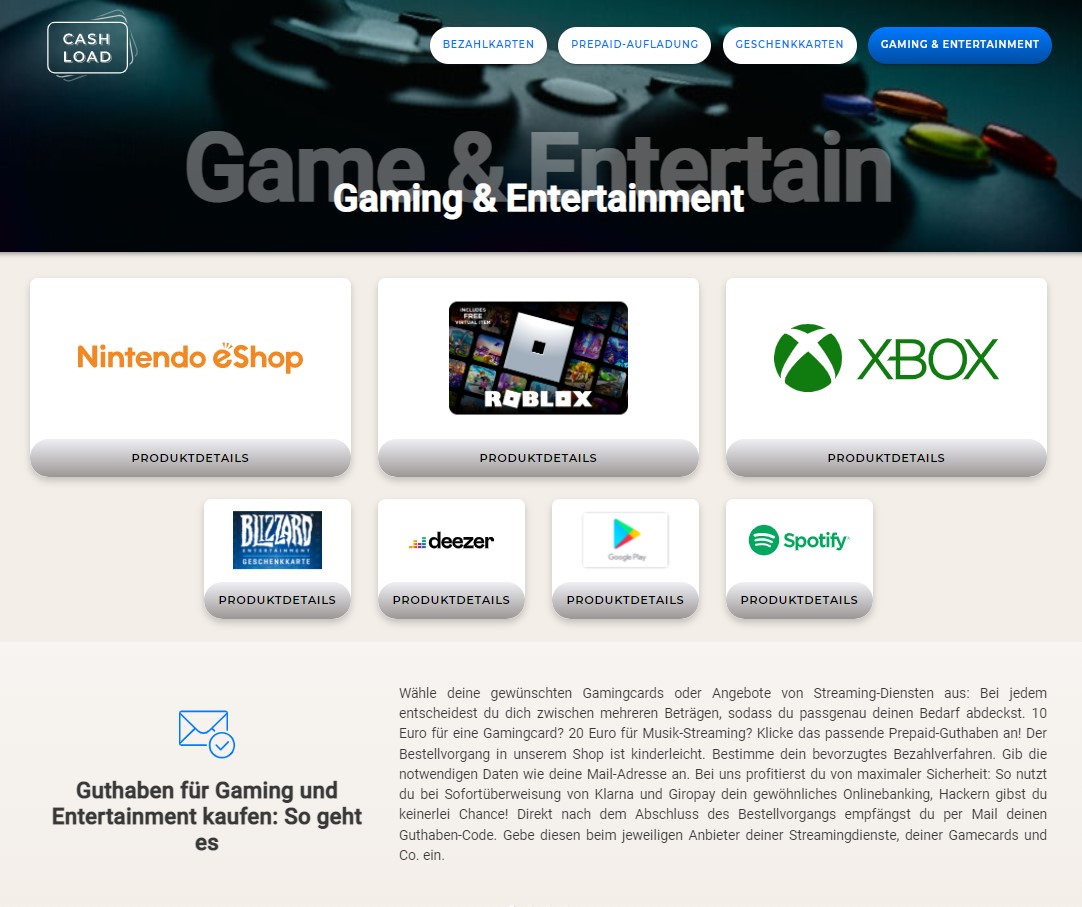 CASH
LOAD
BEZAHLKARTEN
PREPAID-AUFLADUNG
GESCHENKKARTEN
GAMING & ENTERTAINMENT
Game & Entertain
Gaming & Entertainment
Nintendo eShop
INCLUDES
FREE
VIRTUAL ITEM
ROBLOX
XBOX
PRODUKTDETAILS
PRODUKTDETAILS
PRODUKTDETAILS
BLIZZARD
ENTERTAINMENT
GESCHENKKARTE
deezer
Google Play
Spotify
PRODUKTDETAILS
PRODUKTDETAILS
PRODUKTDETAILS
PRODUKTDETAILS
Guthaben für Gaming und
Entertainment kaufen: So geht
es
Wähle deine gewünschten Gamingcards oder Angebote von Streaming-Diensten aus: Bei jedem
entscheidest du dich zwischen mehreren Beträgen, sodass du passgenau deinen Bedarf abdeckst. 10
Euro für eine Gamingcard? 20 Euro für Musik-Streaming? Klicke das passende Prepaid-Guthaben an! Der
Bestellvorgang in unserem Shop ist kinderleicht. Bestimme dein bevorzugtes Bezahlverfahren. Gib die
notwendigen Daten wie deine Mail-Adresse an. Bei uns profitierst du von maximaler Sicherheit: So nutzt
du bei Sofortüberweisung von Klarna und Giropay dein gewöhnliches Onlinebanking, Hackern gibst du
keinerlei Chance! Direkt nach dem Abschluss des Bestellvorgangs empfängst du per Mail deinen
Guthaben-Code. Gebe diesen beim jeweiligen Anbieter deiner Streamingdienste, deiner Gamecards und
Co. ein.